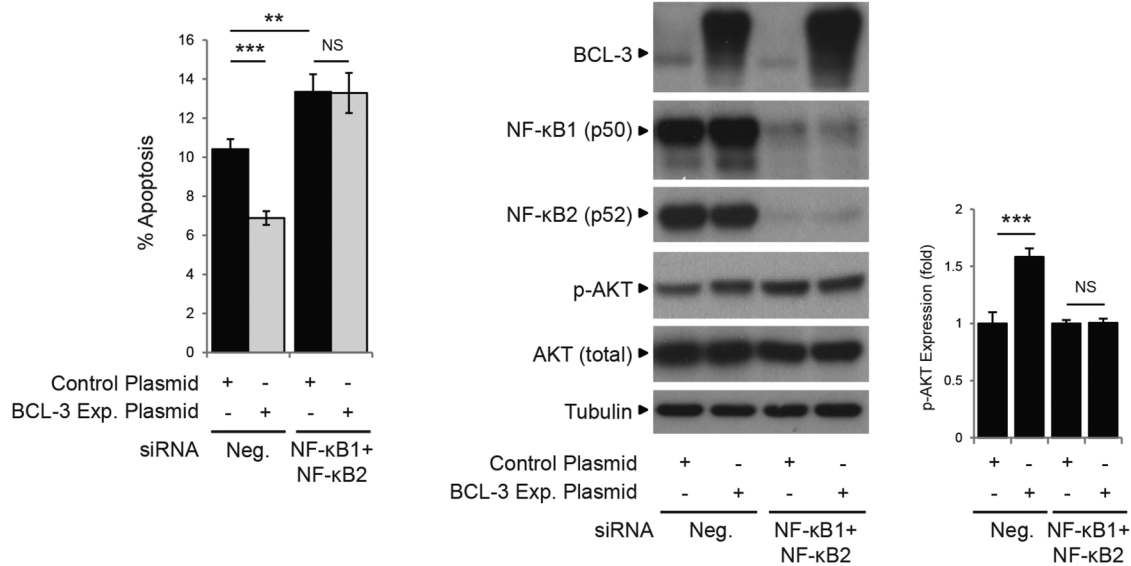 **
***
NS
16
14
12
10
8
6
4
2
0
% Apoptosis
Control Plasmid + - + -
BCL-3 Exp. Plasmid - + - +
siRNA Neg. NF-κB1+
NF-κB2
BCL-3
NF-κB1 (p50)
NF-κB2 (p52)
p-AKT
AKT (total)
Tubulin
Control Plasmid + - + -
BCL-3 Exp. Plasmid - + - +
siRNA Neg. NF-κB1+
NF-κB2
***
NS
2
1.5
1
0.5
0
p-AKT Expression (fold)
+ - + -
- + - +
Neg. NF-κB1+
NF-κB2